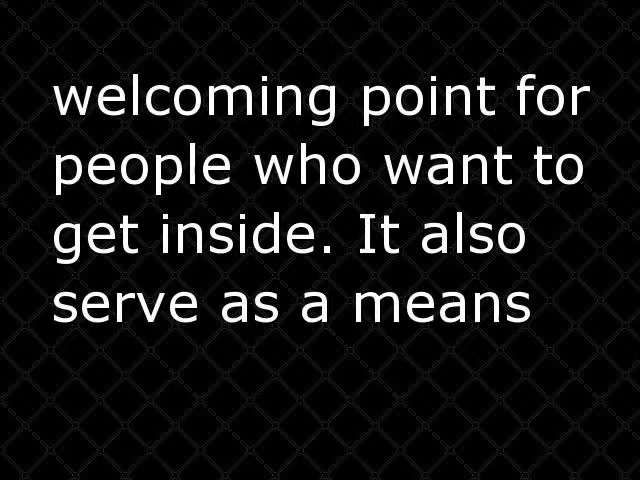 welcoming point for
people who want to
get inside. It also
serve as a means